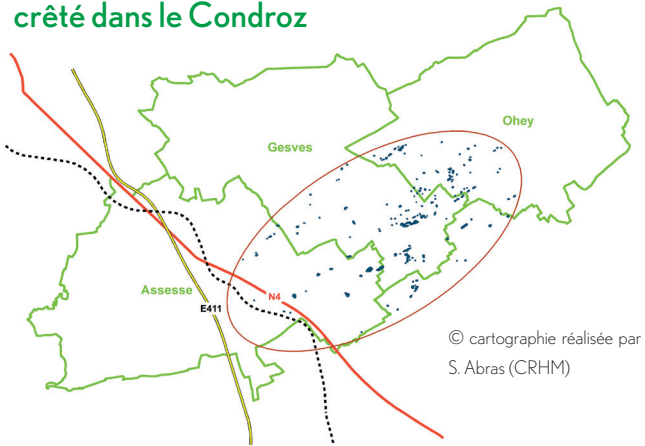 crêté dans le Condroz
Ohey
Gesves
Assesse
N4
E411
© cartographie réalisée par
S. Abras (CRHM)